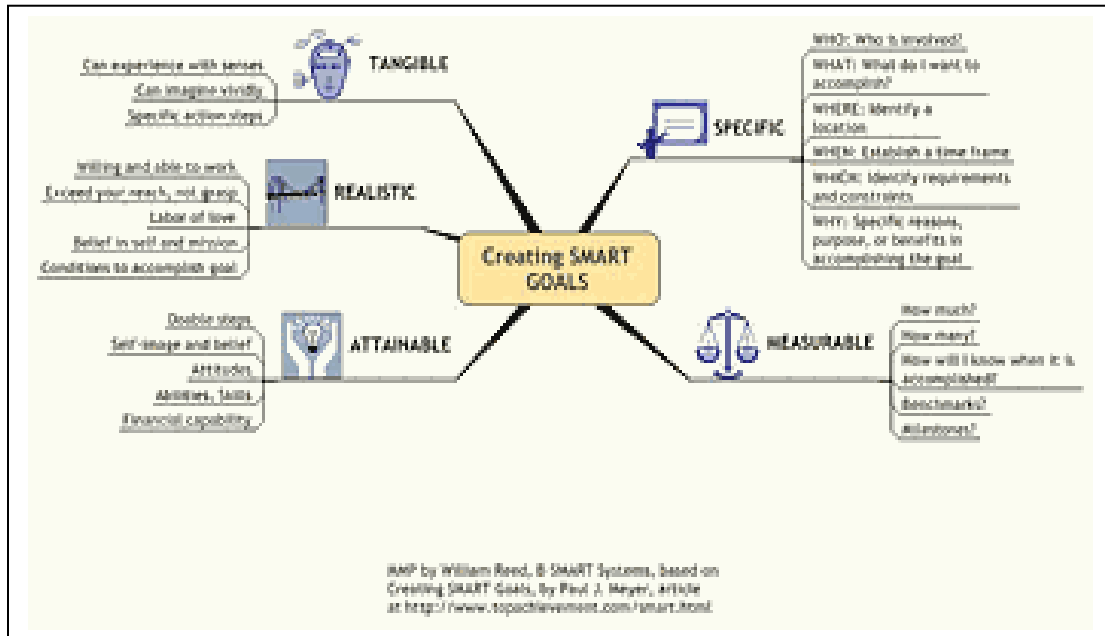 Creating SMART
GOALS
SPECIFIC
WHO: Who is involved?
WHAT: What do I want to
accomplish?
WHERE: Identify a
location
WHEN: Establish a time frame
WHICH: Identify requirements
and constraints
WHY: Specific reasons,
purpose, or benefits in
accomplishing the goal
MEASURABLE
How much?
How many?
How will I know when it is
accomplished?
Benchmarks?
Milestones?
ATTAINABLE
Doable steps
Self-image and belief
Attitudes
Abilities, Skills
Financial capability
REALISTIC
Willing and able to work
Exceed your reach, not grasp
Labor of love
Belief in self and mission
Conditions to accomplish goal
TANGIBLE
Can experience with senses
Can imagine vividly
Specific action steps
MAP by William Reed, B SMART Systems, based on
Creating SMART Goals, by Paul J. Meyer, article
at http://www.topachievement.com/smart.html